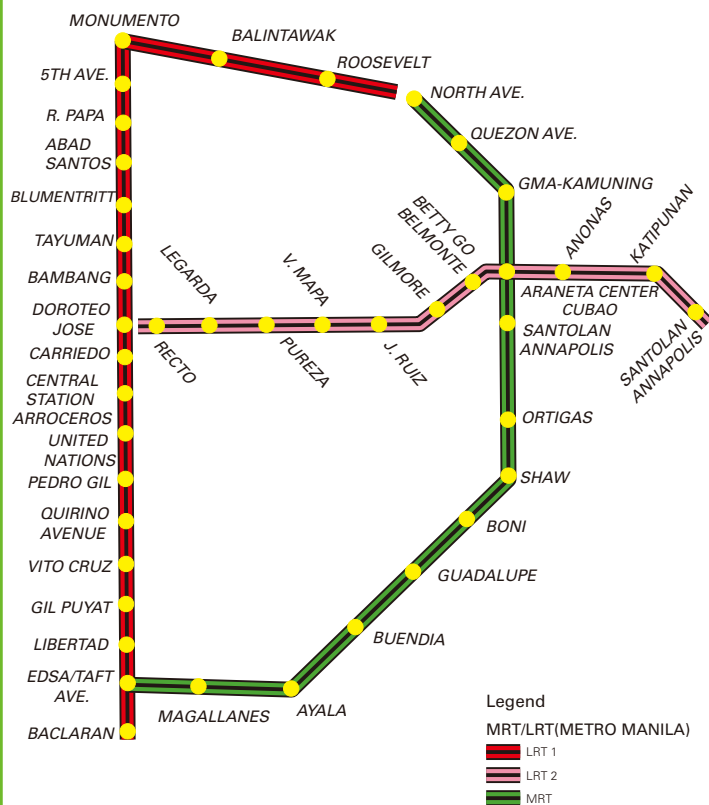 MONUMENTO
BALINTAWAK
ROOSEVELT
5TH AVE.
NORTH AVE.
R. PAPA
QUEZON AVE.
ABAD
SANTOS
GMA-KAMUNING
BLUMENTRITT
BETTY GO
BELMONTE
ANONAS
KATIPUNAN
TAYUMAN
LEGARDA
V. MAPA
GILMORE
BAMBANG
ARANETA CENTER
CUBAO
DOROTEO
JOSE
SANTOLAN
ANNAPOLIS
SANTOLAN
ANNAPOLIS
RECTO
PUREZA
J. RUIZ
CARRIEDO
CENTRAL
STATION
ARROCEROS
ORTIGAS
UNITED
NATIONS
PEDRO GIL
SHAW
QUIRINO
AVENUE
BONI
VITO CRUZ
GUADALUPE
GIL PUYAT
BUENDIA
LIBERTAD
EDSA/TAFT
AVE.
MAGALLANES
AYALA
BACLARAN
Legend
MRT/LRT(METRO MANILA)
LRT 1
LRT 2
MRT